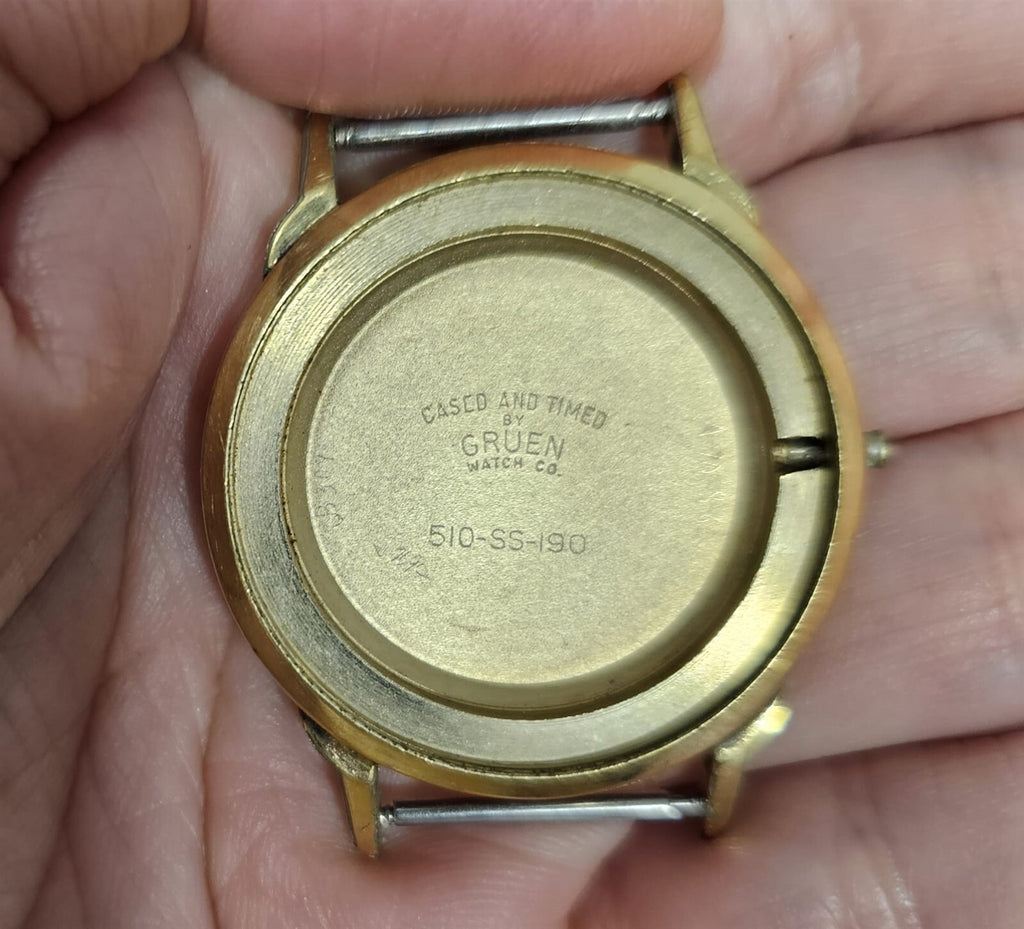 CASED AND TIMED
BY
GRUEN
WATCH CO.
510-SS-190